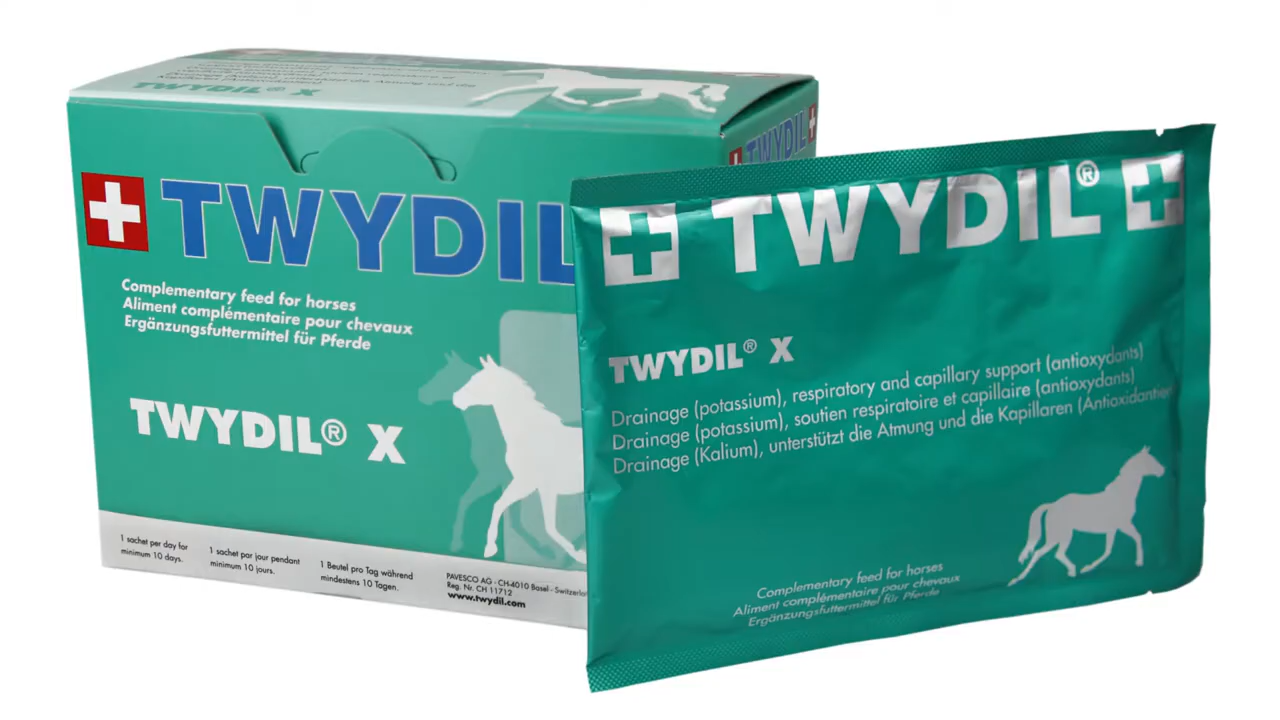 TWYDIL X
TWYDIL
TWYDIL
Complementary feed for horses
Aliment complémentaire pour chevaux
Ergänzungsfuttermittel für Pferde
TWYDIL® X
1 sachet per day for
minimum 10 days.
1 sachet par jour pendant
minimum 10 jours.
1 Beutel pro Tag während
mindestens 10 Tagen.
PAVESCO AG - CH-4010 Basel -
Reg. Nr. CH 11712
www.twydil.com
TWYDIL®
TWYDIL® X
Drainage (potassium), respiratory and capillary support (antioxydants)
Drainage (potassium), soutien respiratoire et capillaire (antioxydants)
Drainage (Kalium), unterstützt die Atmung und die Kapillaren (Antioxidantien
Complementary feed for horses
Aliment complémentaire pour chevaux
Ergänzungsfuttermittel für Pferde